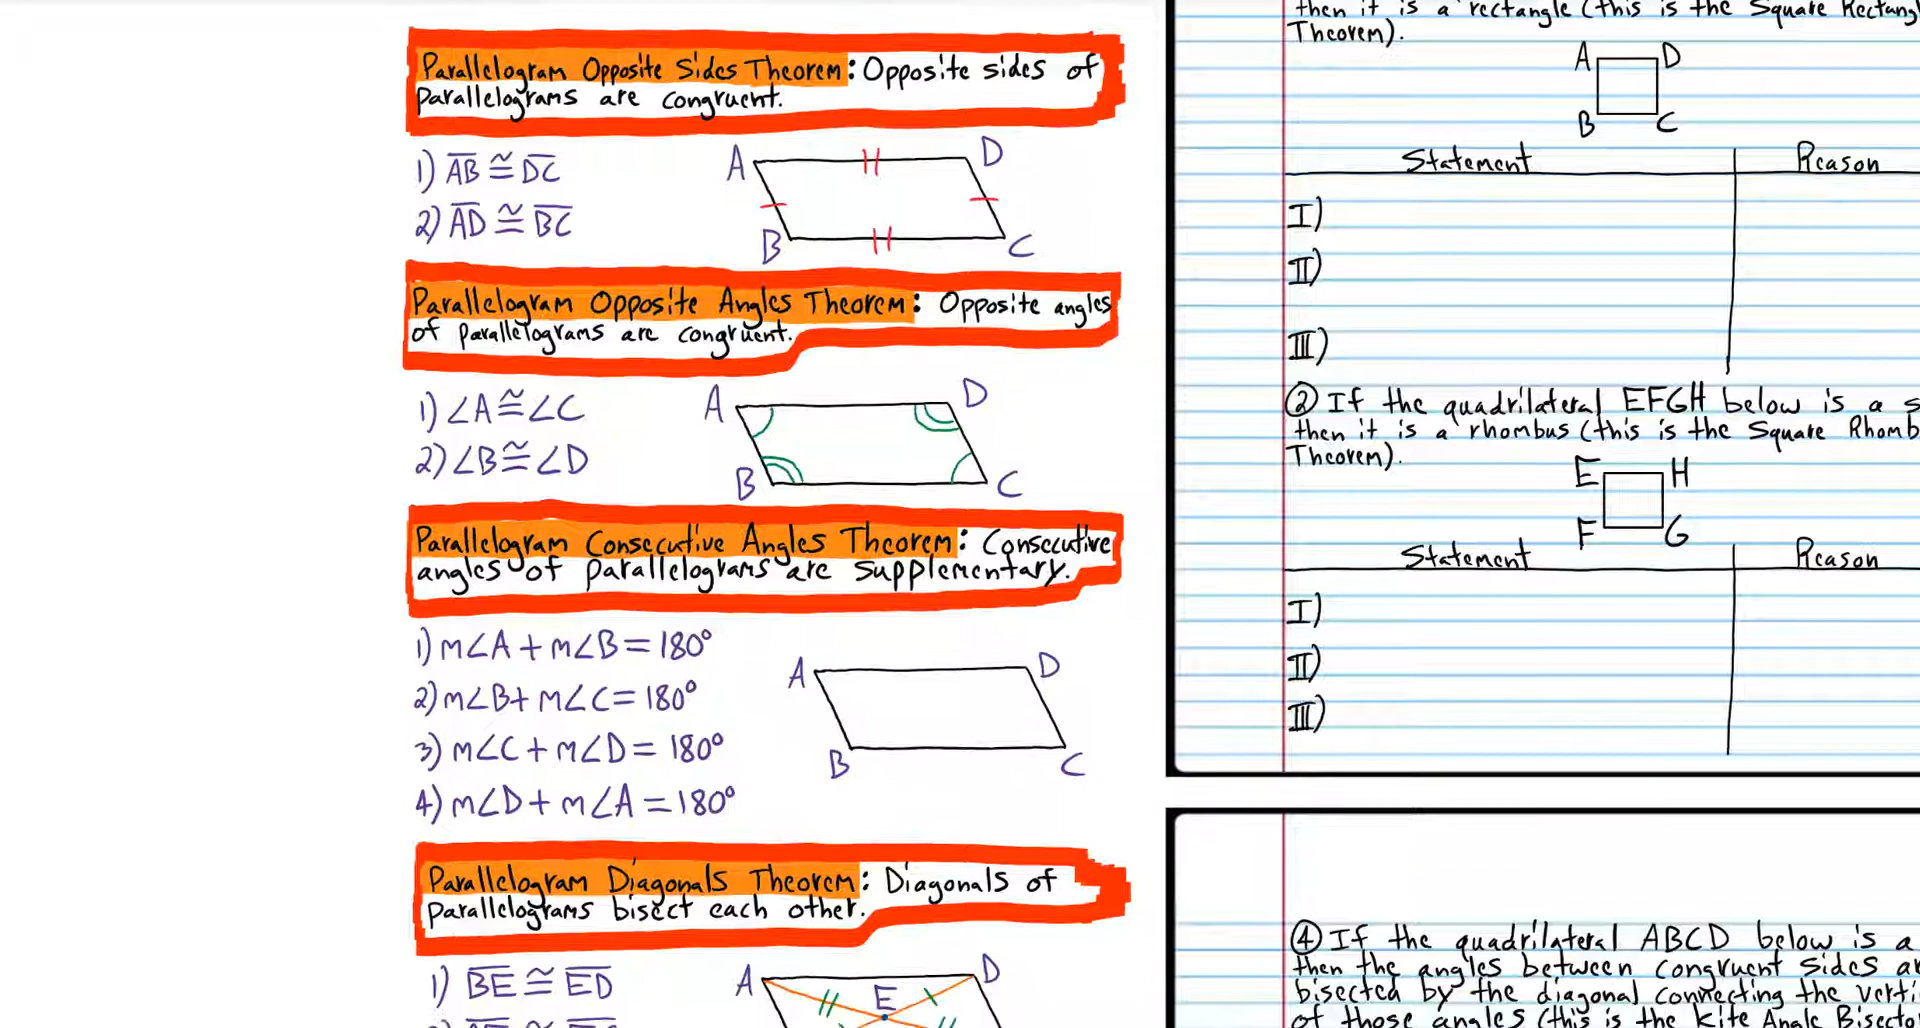 Parallelogram Opposite Sides Theorem: Opposite sides of
parallelograms are congruent.
1) AB ≅ DC
2) AD ≅ BC
A
D
B
C
Parallelogram Opposite Angles Theorem: Opposite angles
of parallelograms are congruent.
1) ∠A ≅ ∠C
2) ∠B ≅ ∠D
A
D
B
C
Parallelogram Consecutive Angles Theorem: Consecutive
angles of parallelograms are supplementary.
1) m∠A + m∠B = 180°
2) m∠B + m∠C = 180°
3) m∠C + m∠D = 180°
4) m∠D + m∠A = 180°
A
D
B
C
Parallelogram Diagonals Theorem: Diagonals of
parallelograms bisect each other.
1) BE ≅ ED
A
D
E
then it is a rectangle (this is the Square
Theorem).
A D
B C
Statement Reason
I)
II)
III)
② If the quadrilateral EFGH below is a
then it is a rhombus (this is the Square
Theorem).
E H
F G
Statement Reason
I)
II)
III)
④ If the quadrilateral ABCD below is a
then the angles between congruent sides
bisected by the diagonal connecting the
of those angles (this is the Kite Angle